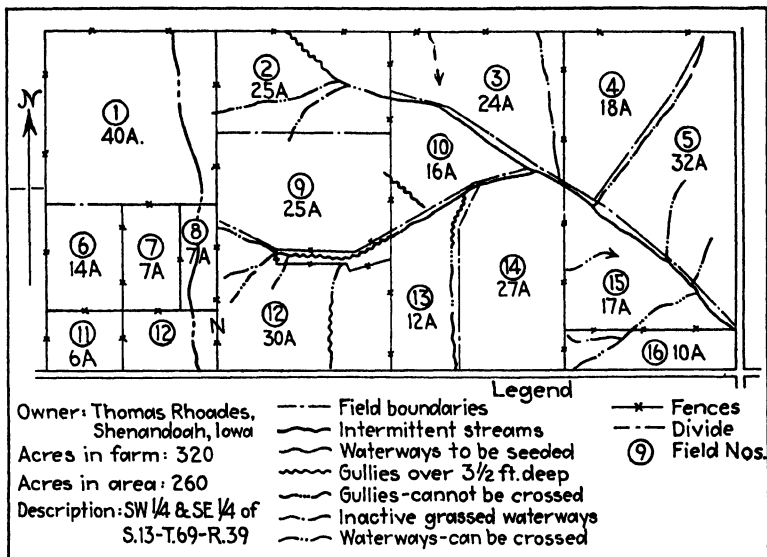 N
1
40A.
2
25A
3
24A
4
18A
5
32A
6
14A
7
7A
8
7A
9
25A
10
16A
11
6A
12
N
12
30A
13
12A
14
27A
15
17A
16 10A
Legend
Owner: Thomas Rhoades,
Shenandoah, Iowa
Acres in farm: 320
Acres in area: 260
Description: SW 1/4 & SE 1/4 of
S.13-T.69-R.39
Field boundaries
Intermittent streams
Waterways to be seeded
Gullies over 3 1/2 ft. deep
Gullies-cannot be crossed
Inactive grassed waterways
Waterways-can be crossed
Fences
Divide
9 Field Nos.